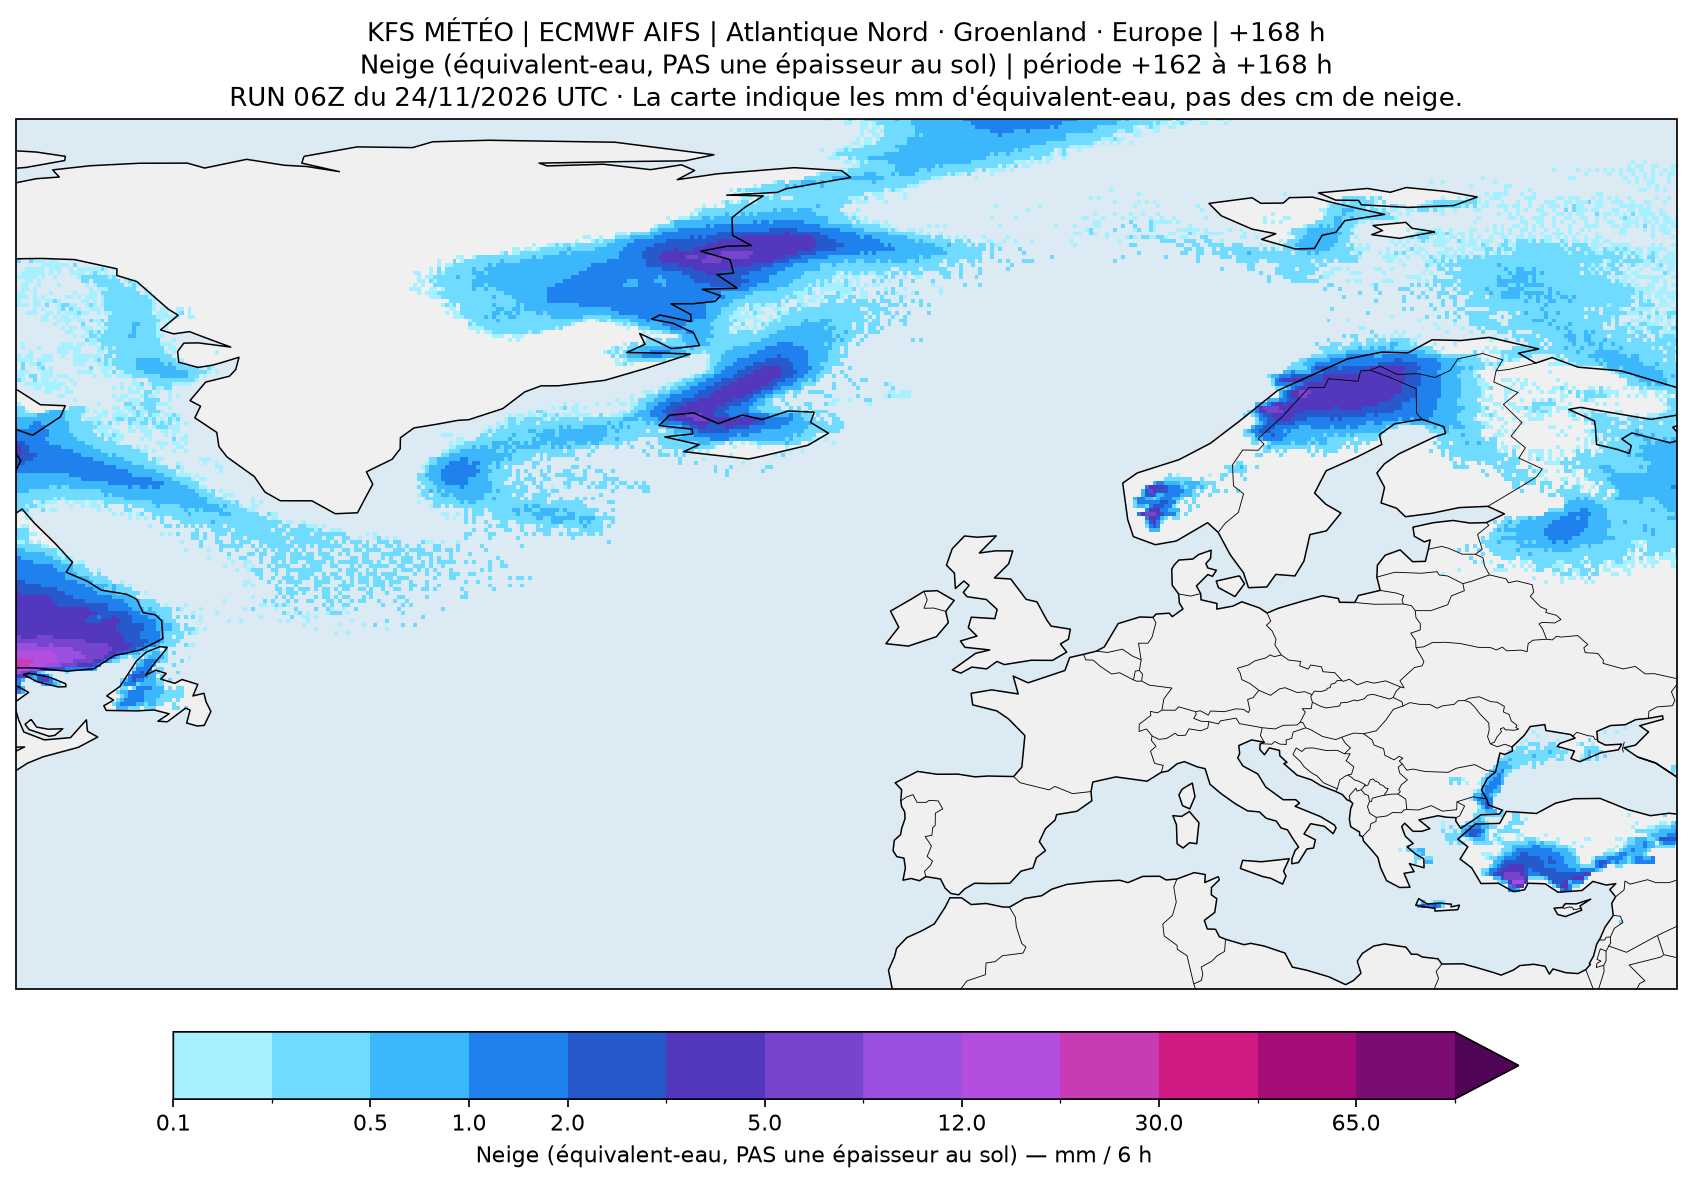 KFS MÉTÉO | ECMWF AIFS | Atlantique Nord · Groenland · Europe | +168 h
Neige (équivalent-eau, PAS une épaisseur au sol) | période +162 à +168 h
RUN 06Z du 24/11/2026 UTC · La carte indique les mm d'équivalent-eau, pas des cm de neige.
0.1 0.5 1.0 2.0 5.0 12.0 30.0 65.0
Neige (équivalent-eau, PAS une épaisseur au sol) — mm / 6 h